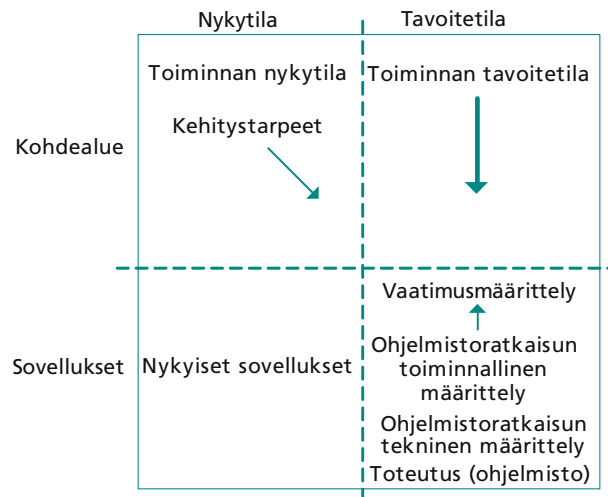 Nykytila
Tavoitetila
Toiminnan nykytila
Toiminnan tavoitetila
Kehitystarpeet
Kohdealue
Vaatimusmäärittely
Sovellukset
Nykyiset sovellukset
Ohjelmistoratkaisun
toiminnallinen
määrittely
Ohjelmistoratkaisun
tekninen määrittely
Toteutus (ohjelmisto)